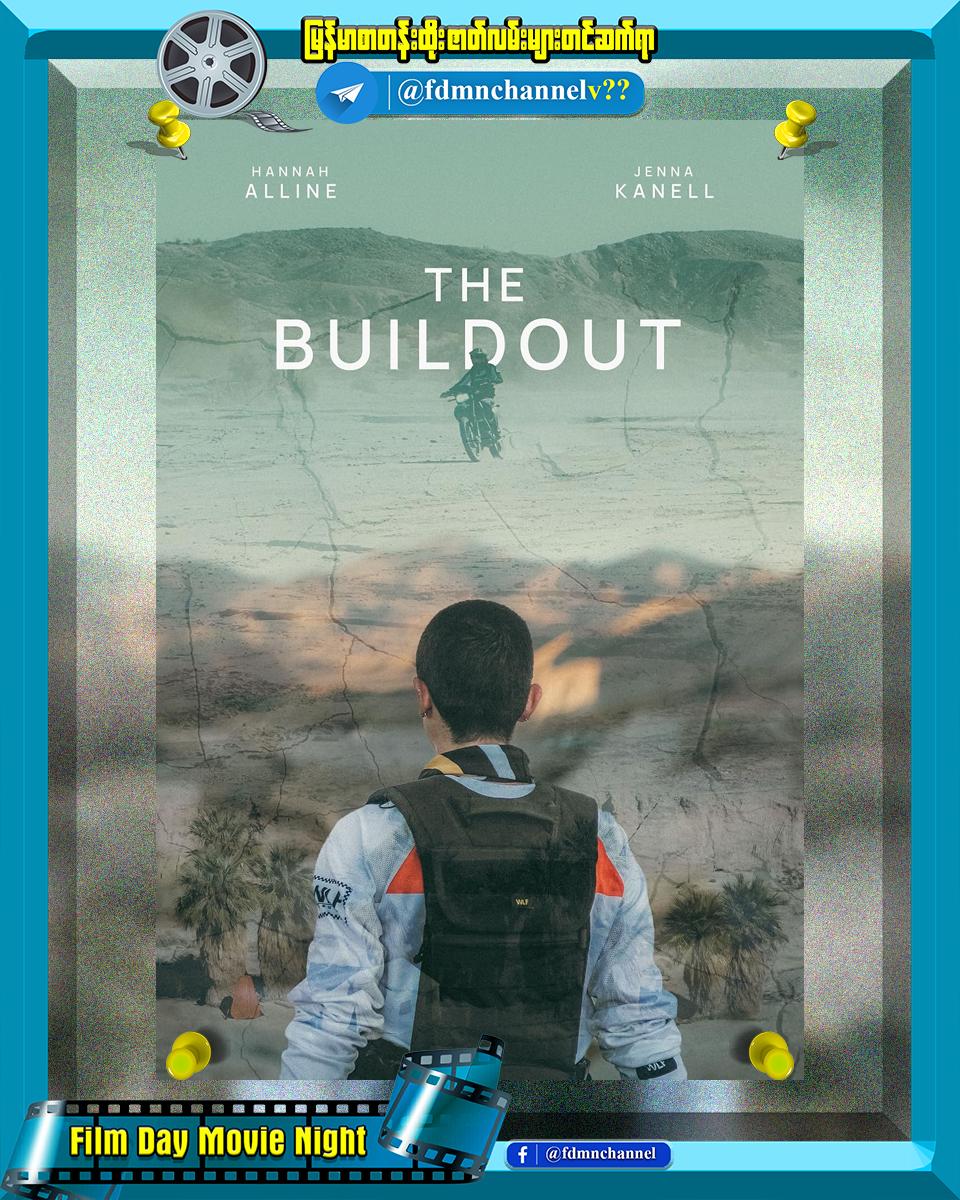 မြန်မာစာတန်းထိုးဇာတ်လမ်းများတင်ဆက်ရာ
@fdmnchannelv??
HANNAH
ALLINE
JENNA
KANELL
THE
BUILDOUT
WLF
Film Day Movie Night
@fdmnchannel